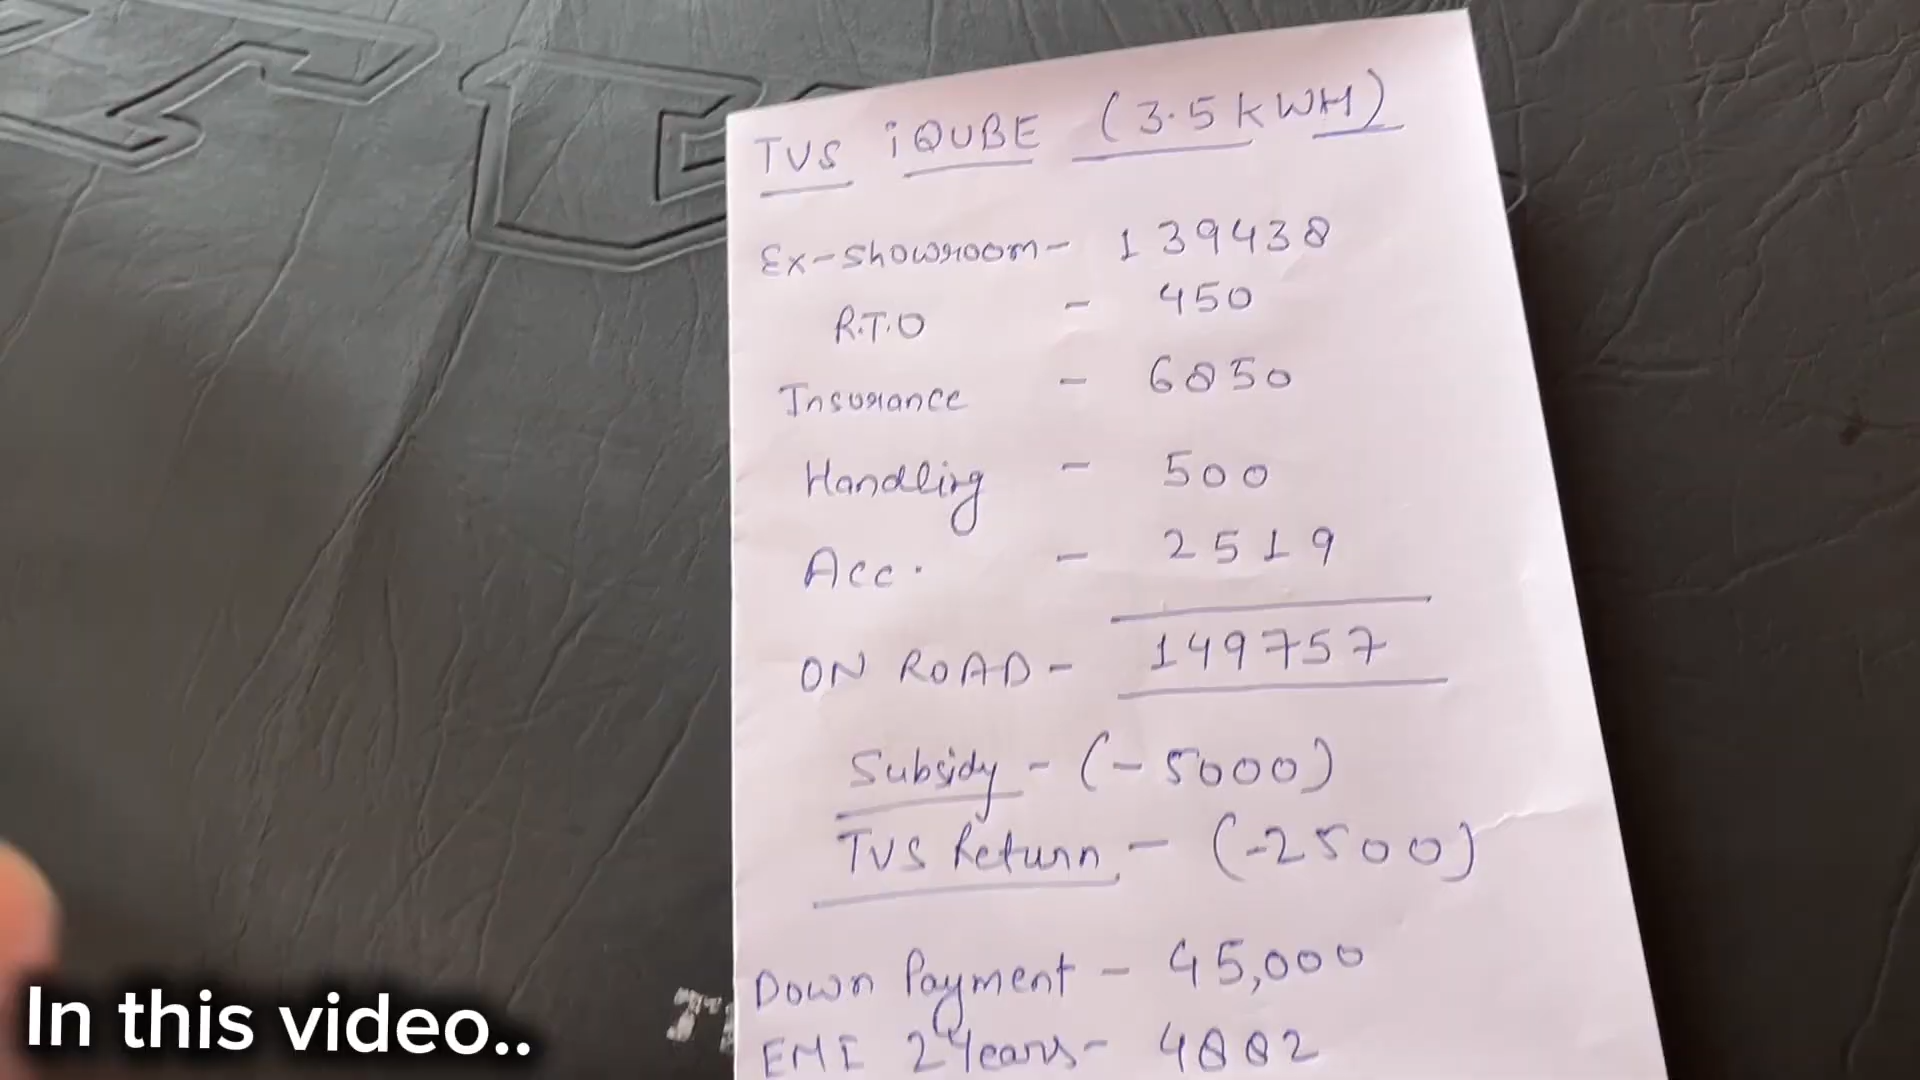 TVS iQUBE (3.5 kWH)
Ex-showroom - 139438
R.T.O - 450
Insurance - 6850
Handling - 500
Acc. - 2519
ON ROAD - 149757
Subsidy - (-5000)
TVS Return - (-2500)
Down Payment - 45,000
EMI 2 Years - 4882
In this video..